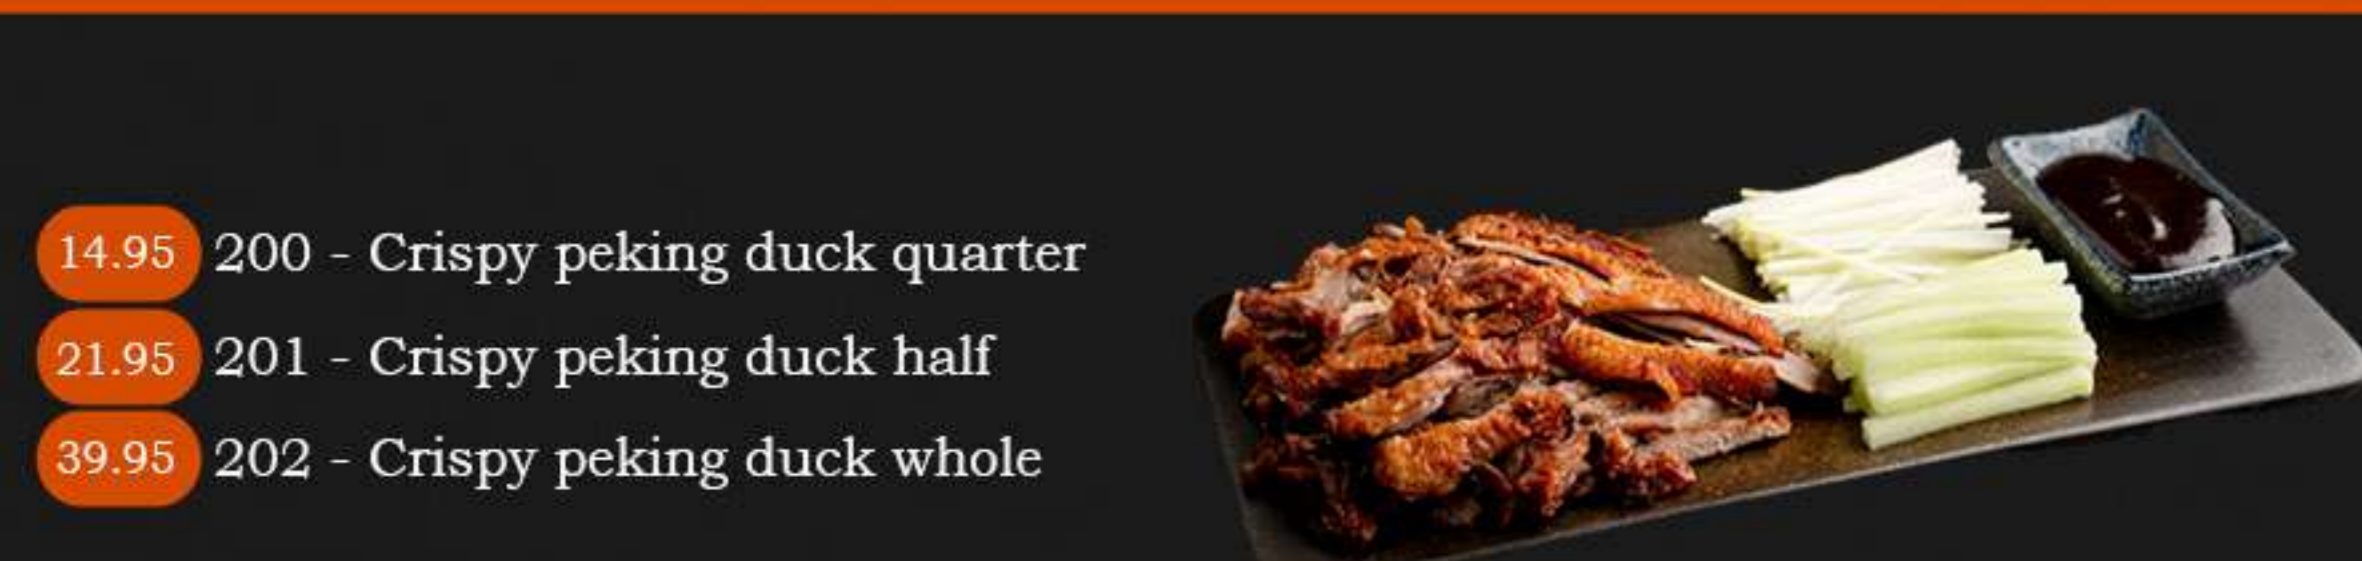 14.95 200 - Crispy peking duck quarter
21.95 201 - Crispy peking duck half
39.95 202 - Crispy peking duck whole